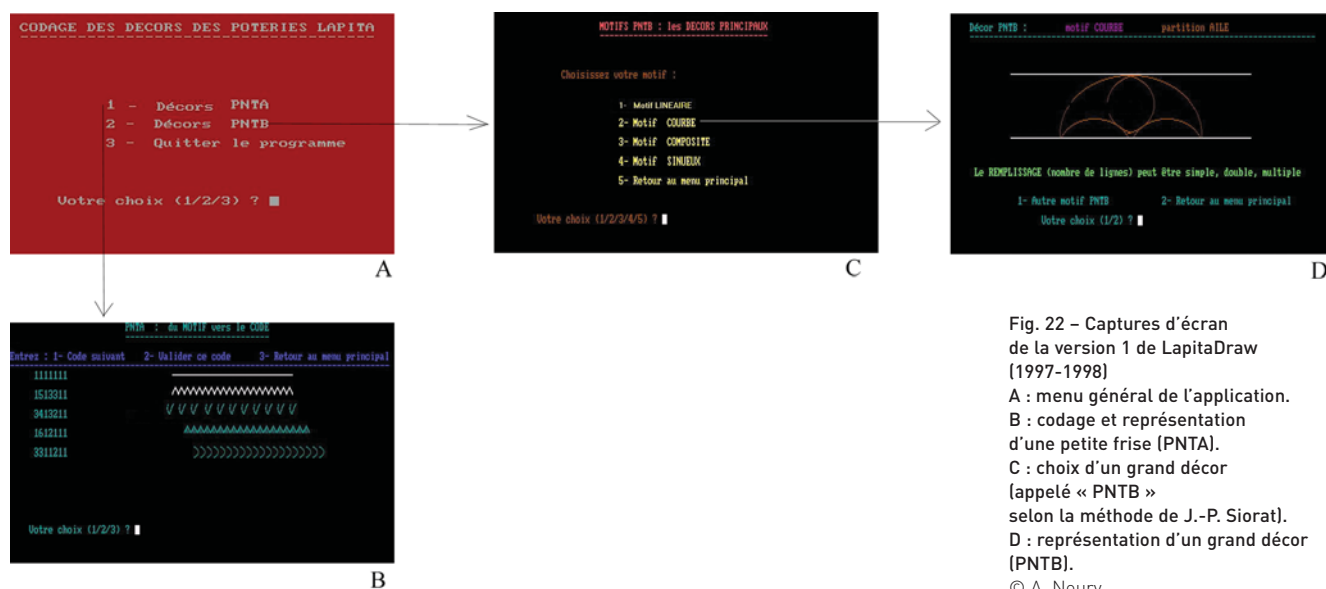 CODAGE DES DECORS DES POTERIES LAPITA
1 - Décors PNTA
2 - Décors PNTB
3 - Quitter le programme
Votre choix (1/2/3) ?
A
MOTIFS PNTB : les DECORS PRINCIPAUX
Choisissez votre motif :
1- Motif LINEAIRE
2- Motif COURBE
3- Motif COMPOSITE
4- Motif SINUEUX
5- Retour au menu principal
Votre choix (1/2/3/4/5) ?
C
Décor PNTB : motif COURBE partition AILE
Le REMPLISSAGE (nombre de lignes) peut être simple, double, multiple
1- Autre motif PNTB 2- Retour au menu principal
Votre choix (1/2) ?
D
PNTA : du MOTIF vers le CODE
Entrez : 1- Code suivant 2- Valider ce code 3- Retour au menu principal
1111111
1513311
3413211
1612111
3311211
Votre choix (1/2/3) ?
B
Fig. 22 – Captures d’écran
de la version 1 de LapitaDraw
(1997-1998)
A : menu général de l’application.
B : codage et représentation
d’une petite frise (PNTA).
C : choix d’un grand décor
(appelé « PNTB »
selon la méthode de J.-P. Siorat).
D : représentation d’un grand décor
(PNTB).
© A. Noury